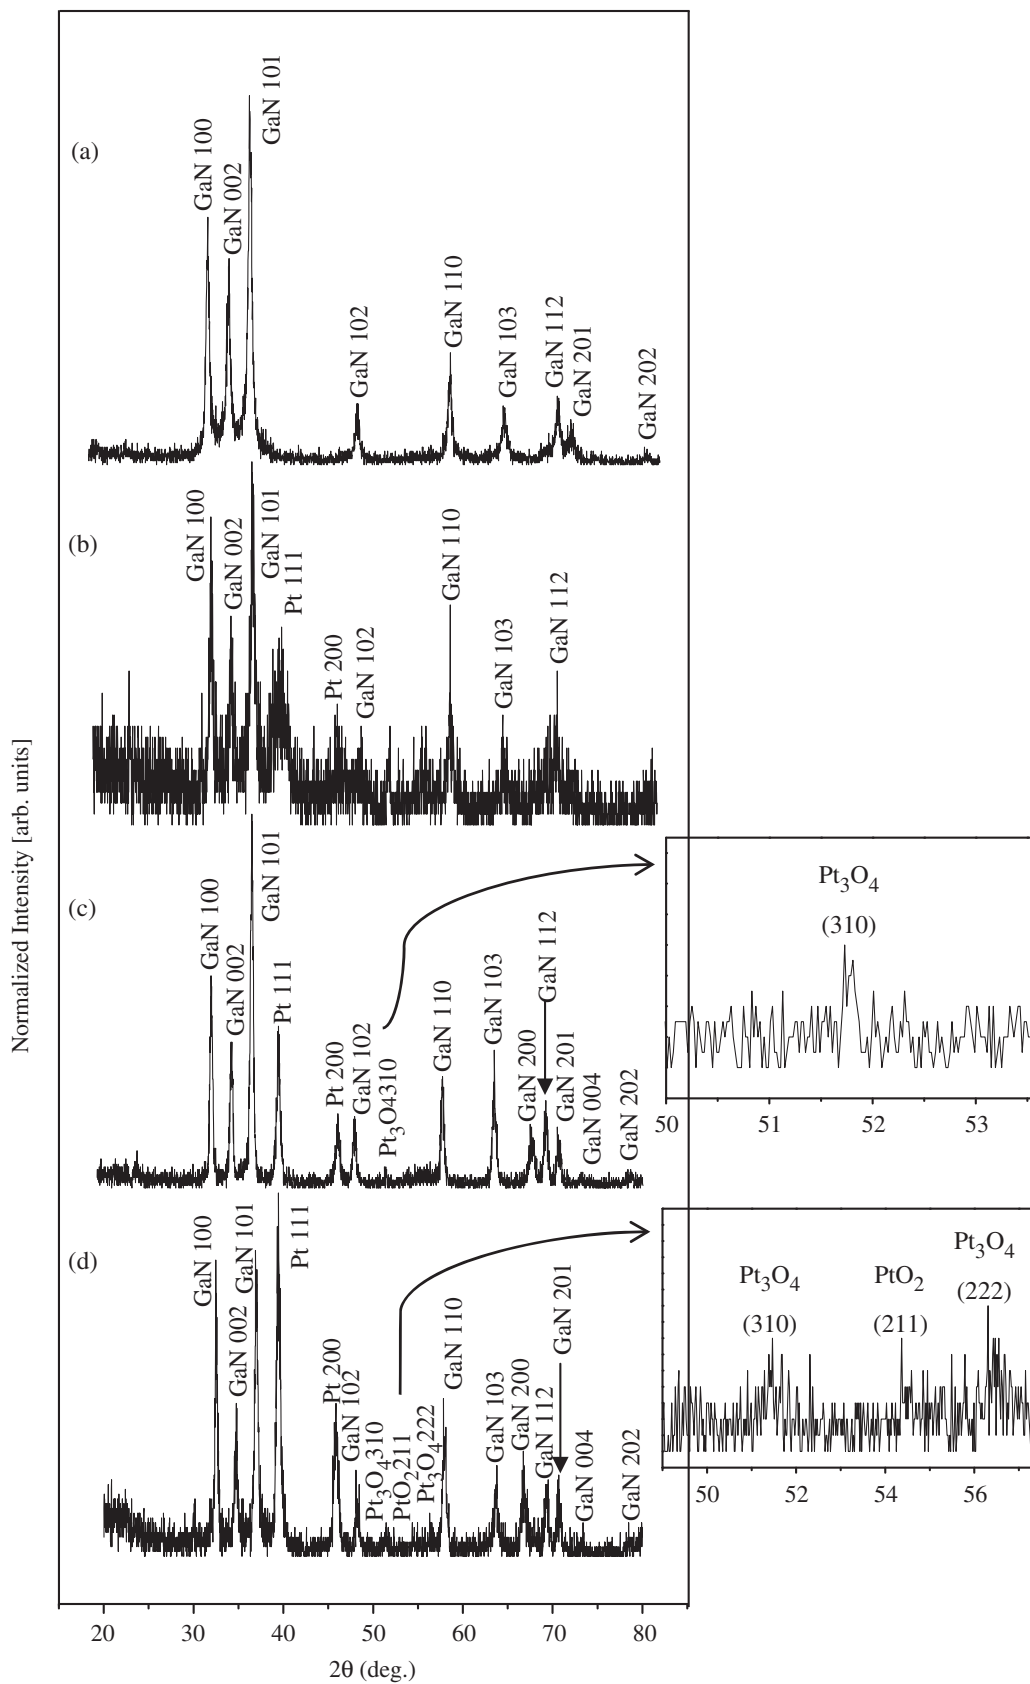 Normalized Intensity [arb. units]
(a)
GaN 100
GaN 002
GaN 101
GaN 102
GaN 110
GaN 103
GaN 112
GaN 201
GaN 202
(b)
GaN 100
GaN 002
GaN 101
Pt 111
Pt 200
GaN 102
GaN 110
GaN 103
GaN 112
(c)
GaN 100
GaN 002
GaN 101
Pt 111
Pt 200
GaN 102
Pt₃O4310
GaN 110
GaN 103
GaN 200
GaN 112
GaN 201
GaN 004
GaN 202
Pt₃O₄
(310)
50 51 52 53
(d)
GaN 100
GaN 002
GaN 101
Pt 111
Pt 200
GaN 102
Pt₃O₄310
PtO₂211
Pt₃O₄222
GaN 110
GaN 103
GaN 200
GaN 112
GaN 201
GaN 004
GaN 202
Pt₃O₄
(310)
PtO₂
(211)
Pt₃O₄
(222)
50 52 54 56
20 30 40 50 60 70 80
2θ (deg.)